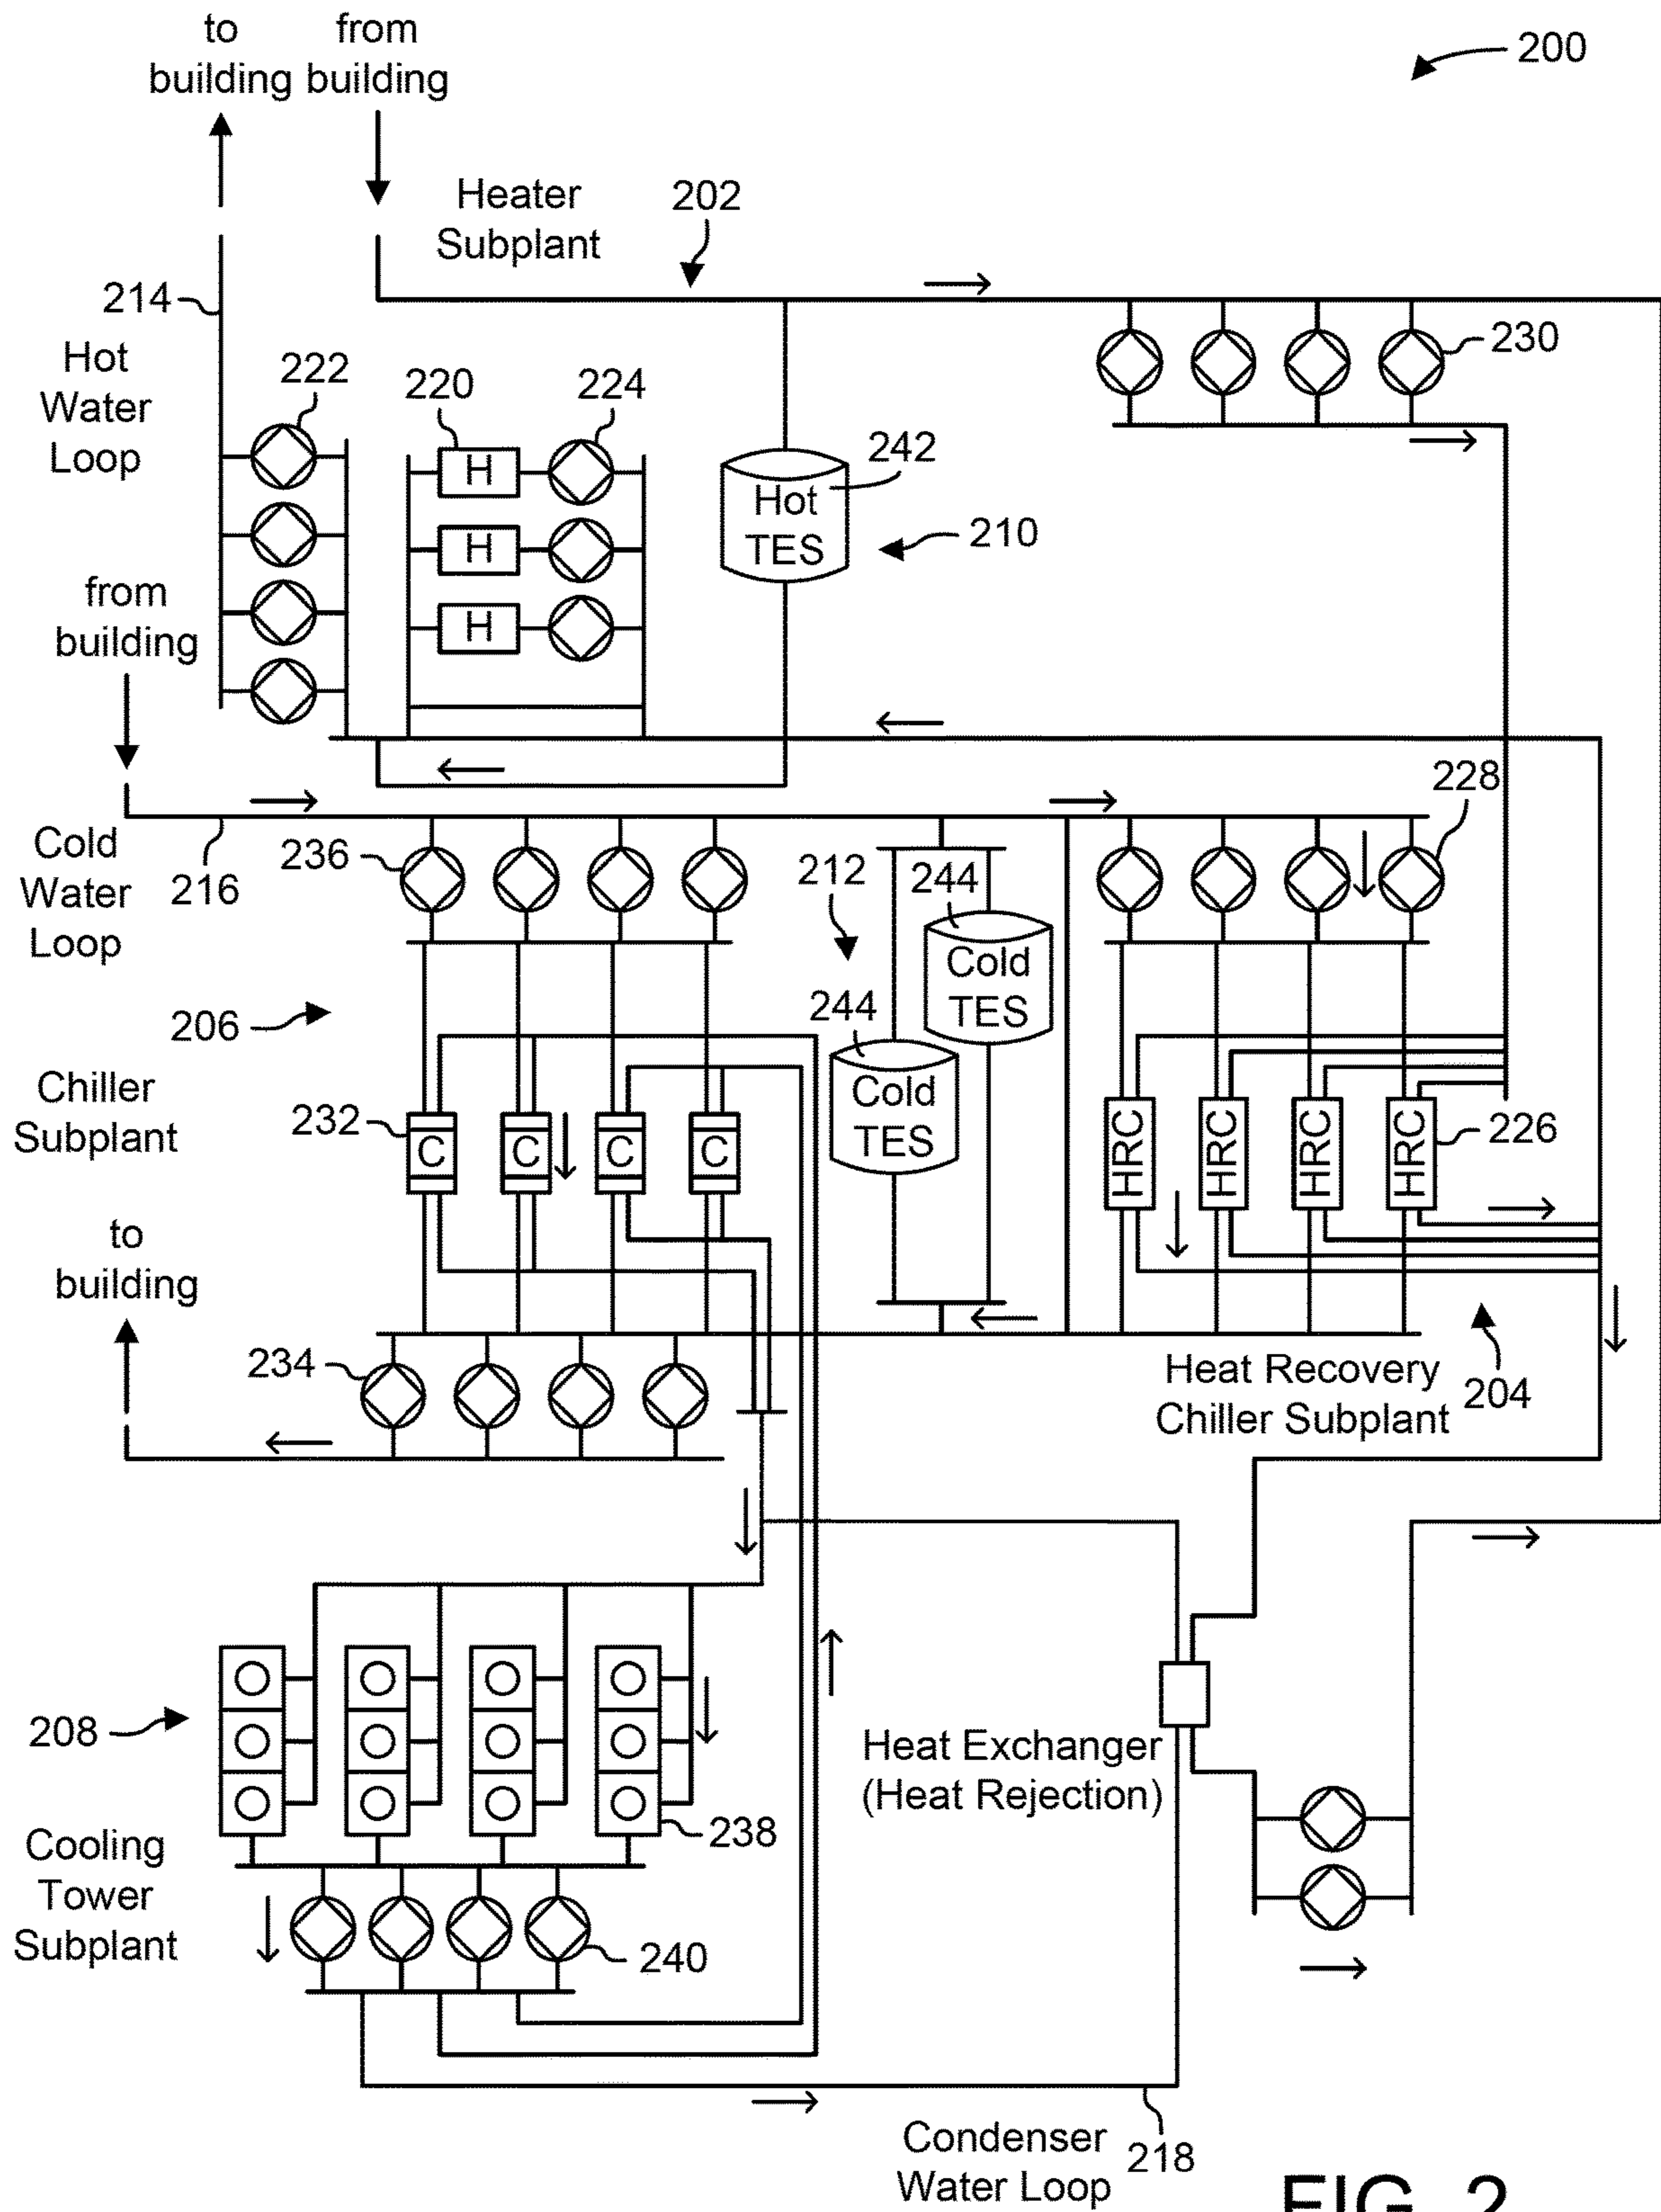 to
building
from
building
200
Heater
Subplant
202
214
Hot
Water
Loop
222
220
224
230
H
H
H
Hot
TES
242
210
from
building
228
Cold
Water
Loop
216
236
212
244
Cold
TES
244
Cold
TES
206
Chiller
Subplant
232
C
C
C
C
HRC
HRC
HRC
HRC
226
to
building
234
Heat Recovery
Chiller Subplant
204
208
Heat Exchanger
(Heat Rejection)
238
Cooling
Tower
Subplant
240
Condenser
Water Loop
218
FIG. 2